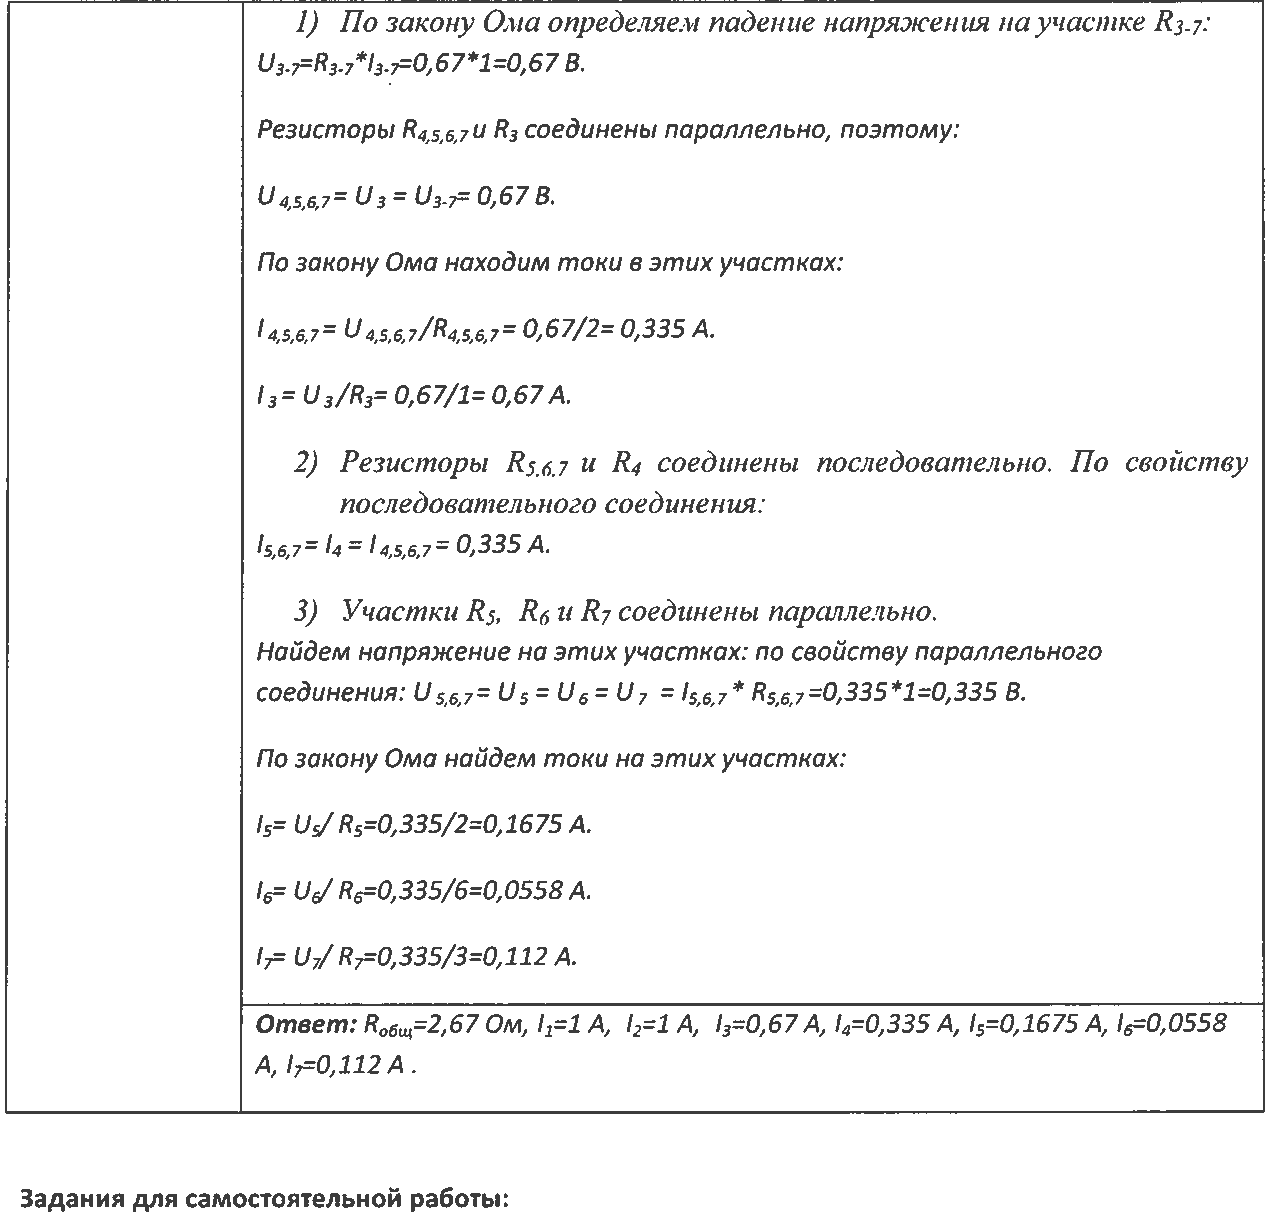 1) По закону Ома определяем падение напряжения на участке R3-7:
U3-7=R3-7*I3-7=0,67*1=0,67 В.
Резисторы R4,5,6,7 и R3 соединены параллельно, поэтому:
U 4,5,6,7= U 3 = U3-7= 0,67 В.
По закону Ома находим токи в этих участках:
I 4,5,6,7= U 4,5,6,7/R4,5,6,7= 0,67/2= 0,335 А.
I 3= U 3/R3= 0,67/1= 0,67 А.
2) Резисторы R5,6,7 и R4 соединены последовательно. По свойству
последовательного соединения:
I5,6,7= I4 = I 4,5,6,7= 0,335 А.
3) Участки R5, R6 и R7 соединены параллельно.
Найдем напряжение на этих участках: по свойству параллельного
соединения: U 5,6,7= U 5 = U 6 = U 7 = I5,6,7 * R5,6,7=0,335*1=0,335 В.
По закону Ома найдем токи на этих участках:
I5= U5/ R5=0,335/2=0,1675 А.
I6= U6/ R6=0,335/6=0,0558 А.
I7= U7/ R7=0,335/3=0,112 А.
Ответ: Rобщ=2,67 Ом, I1=1 А, I2=1 А, I3=0,67 А, I4=0,335 А, I5=0,1675 А, I6=0,0558
А, I7=0,112 А .
Задания для самостоятельной работы: